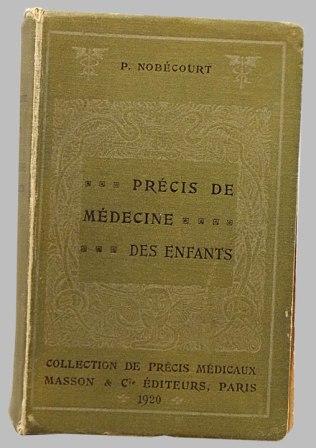 P. NOBÉCOURT
PRÉCIS DE
MÉDECINE
DES ENFANTS
COLLECTION DE PRÉCIS MÉDICAUX
MASSON & Cie ÉDITEURS, PARIS
1920